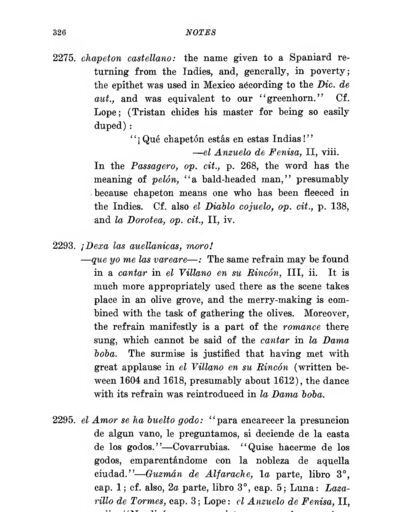 326 NOTES
2275. chapeton castellano: the name given to a Spaniard re-
turning from the Indies, and, generally, in poverty;
the epithet was used in Mexico according to the Dic. de
aut., and was equivalent to our “greenhorn.” Cf.
Lope; (Tristan chides his master for being so easily
duped):
“¡Qué chapetón estás en estas Indias!”
—el Anzuelo de Fenisa, II, viii.
In the Passagero, op. cit., p. 268, the word has the
meaning of pelón, “a bald-headed man,” presumably
because chapeton means one who has been fleeced in
the Indies. Cf. also el Diablo cojuelo, op. cit., p. 138,
and la Dorotea, op. cit., II, iv.
2293. ¡Dexa las auellanicas, moro!
—que yo me las vareare—: The same refrain may be found
in a cantar in el Villano en su Rincón, III, ii. It is
much more appropriately used there as the scene takes
place in an olive grove, and the merry-making is com-
bined with the task of gathering the olives. Moreover,
the refrain manifestly is a part of the romance there
sung, which cannot be said of the cantar in la Dama
boba. The surmise is justified that having met with
great applause in el Villano en su Rincón (written be-
tween 1604 and 1618, presumably about 1612), the dance
with its refrain was reintroduced in la Dama boba.
2295. el Amor se ha buelto godo: “para encarecer la presuncion
de algun vano, le preguntamos, si deciende de la easta
de los godos.”—Covarrubias. “Quise hacerme de los
godos, emparentándome con la nobleza de aquella
ciudad.”—Guzmán de Alfarache, 1a parte, libro 3°,
cap. 1; cf. also, 2a parte, libro 3°, cap. 5; Luna: Laza-
rillo de Tormes, cap. 3; Lope: el Anzuelo de Fenisa, II,